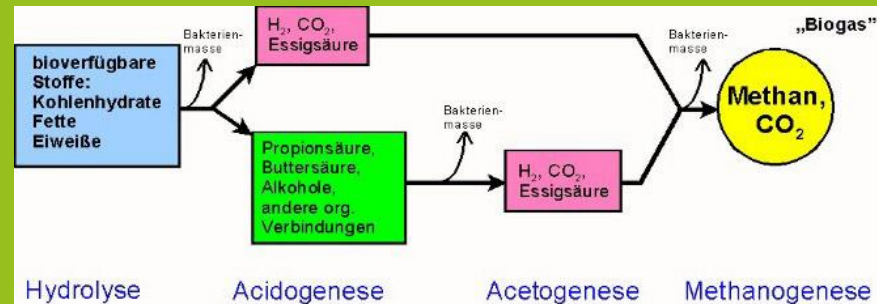 bioverfügbare
Stoffe:
Kohlenhydrate
Fette
Eiweiße
Bakterien-
masse
H₂, CO₂,
Essigsäure
Propionsäure,
Buttersäure,
Alkohole,
andere org.
Verbindungen
Bakterien-
masse
H₂, CO₂,
Essigsäure
Bakterien-
masse
„Biogas"
Methan,
CO₂
Hydrolyse
Acidogenese
Acetogenese
Methanogenese